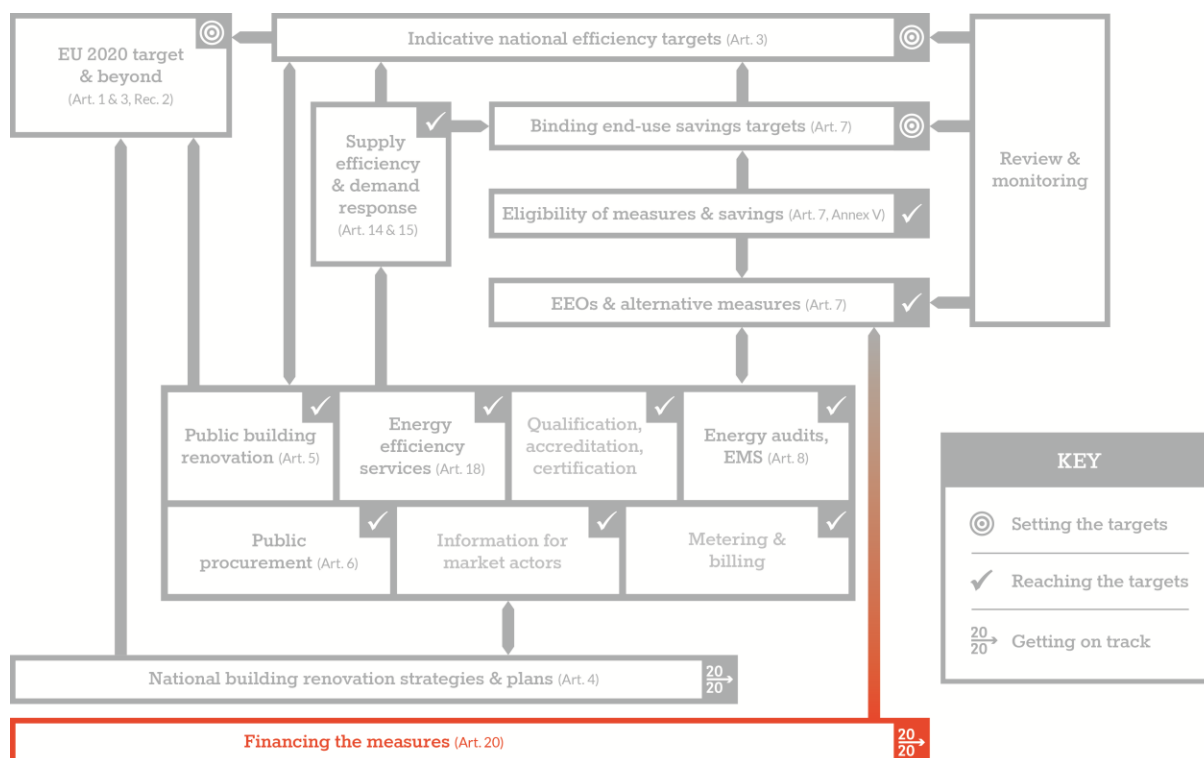 EU 2020 target
& beyond
(Art. 1 & 3, Rec. 2)
Indicative national efficiency targets (Art. 3)
Supply
efficiency
& demand
response
(Art. 14 & 15)
Binding end-use savings targets (Art. 7)
Eligibility of measures & savings (Art. 7, Annex V)
EEOs & alternative measures (Art. 7)
Review &
monitoring
Public building
renovation (Art. 5)
Energy
efficiency
services (Art. 18)
Qualification,
accreditation,
certification
Energy audits,
EMS (Art. 8)
Public
procurement (Art. 6)
Information for
market actors
Metering &
billing
National building renovation strategies & plans (Art. 4)
20
20
Financing the measures (Art. 20)
20
20
KEY
Setting the targets
Reaching the targets
20
20
Getting on track